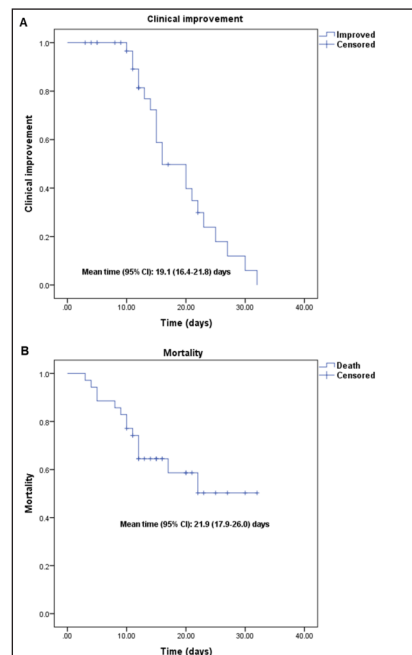 A
Clinical improvement
Improved
Censored
Clinical improvement
1.0
0.8
0.6
0.4
0.2
0.0
Mean time (95% CI): 19.1 (16.4-21.8) days
.00 10.00 20.00 30.00 40.00
Time (days)
B
Mortality
Death
Censored
Mortality
1.0
0.8
0.6
0.4
0.2
0.0
Mean time (95% CI): 21.9 (17.9-26.0) days
.00 10.00 20.00 30.00 40.00
Time (days)